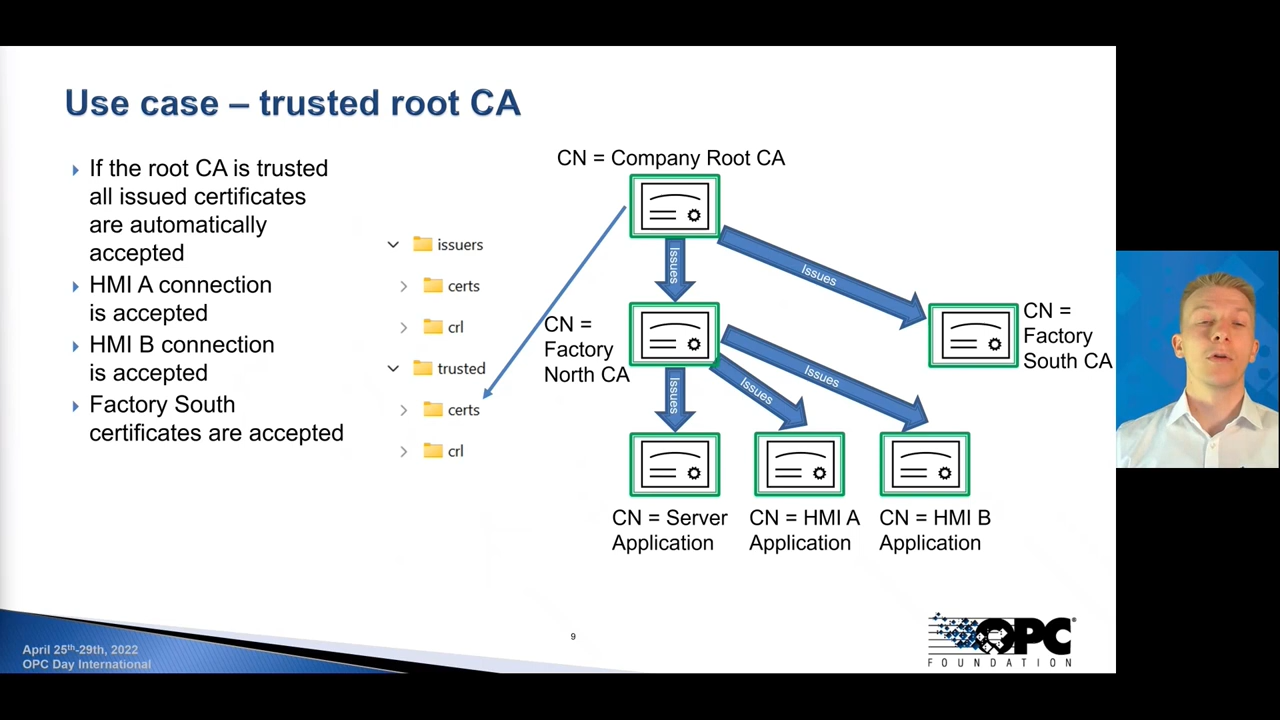 Use case – trusted root CA
If the root CA is trusted
all issued certificates
are automatically
accepted
HMI A connection
is accepted
HMI B connection
is accepted
Factory South
certificates are accepted
issuers
certs
crl
trusted
certs
crl
CN = Company Root CA
Issues
Issues
CN =
Factory
North CA
CN =
Factory
South CA
Issues
Issues
Issues
CN = Server
Application
CN = HMI A
Application
CN = HMI B
Application
9
April 25th-29th, 2022
OPC Day International
OPC
FOUNDATION